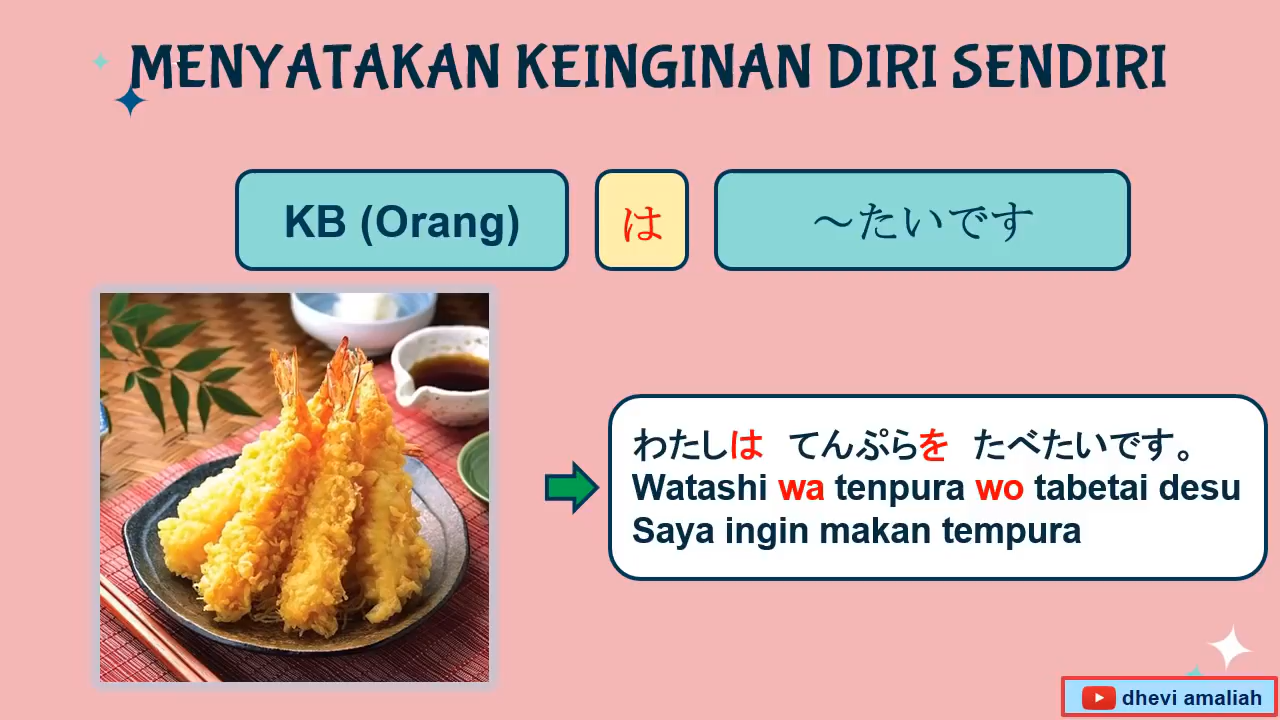 MENYATAKAN KEINGINAN DIRI SENDIRI
KB (Orang) は ～たいです
わたしは　てんぷらを　たべたいです。
Watashi wa tenpura wo tabetai desu
Saya ingin makan tempura
dhevi amaliah